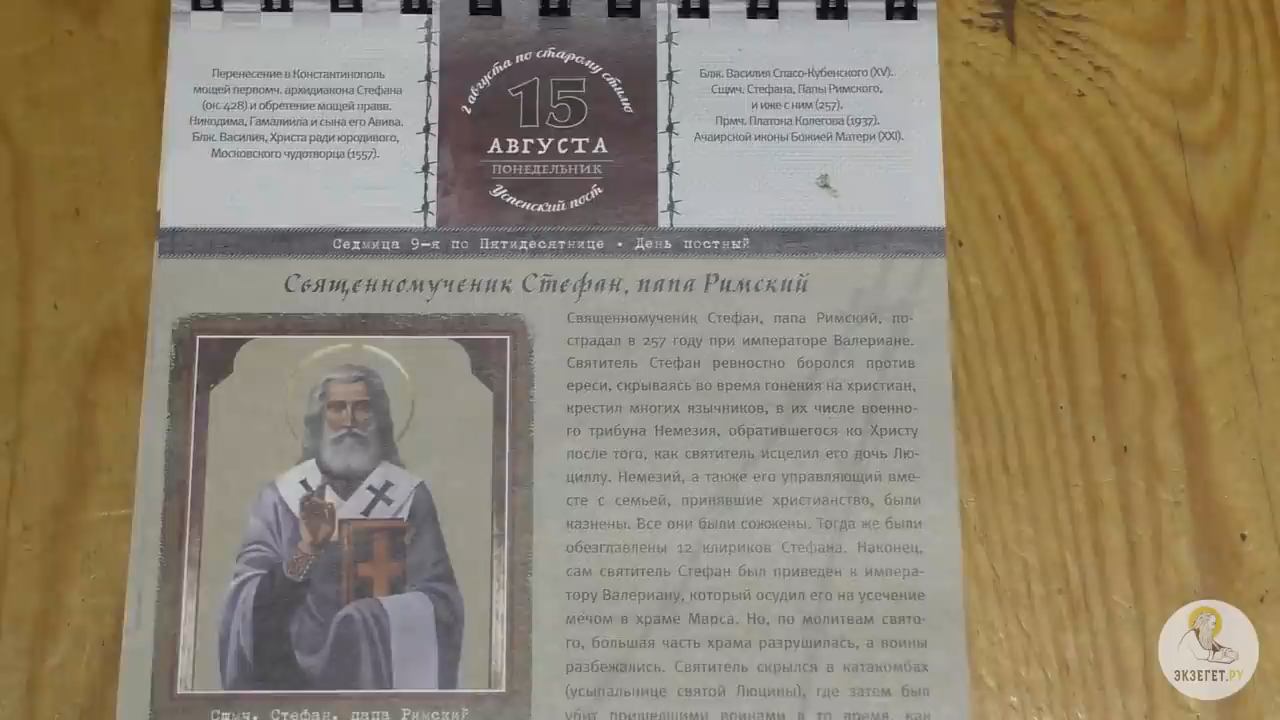 Перенесение в Константинополь
мощей первомч. архидиакона Стефана
(ок. 428) и обретение мощей правв.
Никодима, Гамалиила и сына его Авива.
Блж. Василия, Христа ради юродивого,
Московского чудотворца (1557).
2 августа по старому стилю
15
АВГУСТА
ПОНЕДЕЛЬНИК
Успенский пост
Блж. Василия Спасо-Кубенского (XV).
Сщмч. Стефана, Папы Римского,
и иже с ним (257).
Прмч. Платона Колегова (1937).
Ачаирской иконы Божией Матери (XXI).
Седмица 9-я по Пятидесятнице • День постный
Священномученик Стефан, папа Римский
Священномученик Стефан, папа Римский, по-
страдал в 257 году при императоре Валериане.
Святитель Стефан ревностно боролся против
ереси, скрываясь во время гонения на христиан,
крестил многих язычников, в их числе военно-
го трибуна Немезия, обратившегося ко Христу
после того, как святитель исцелил его дочь Лю-
циллу. Немезий, а также его управляющий вме-
сте с семьей, принявшие христианство, были
казнены. Все они были сожжены. Тогда же были
обезглавлены 12 клириков Стефана. Наконец,
сам святитель Стефан был приведен к импера-
тору Валериану, который осудил его на усечение
мечом в храме Марса. Но, по молитвам свято-
го, большая часть храма разрушилась, а воины
разбежались. Святитель скрылся в катакомбах
(усыпальнице святой Люцины), где затем был
убит пришедшими воинами в то время, как
Сщмч. Стефан, папа Римский
ЭКЗЕГЕТ.РУ